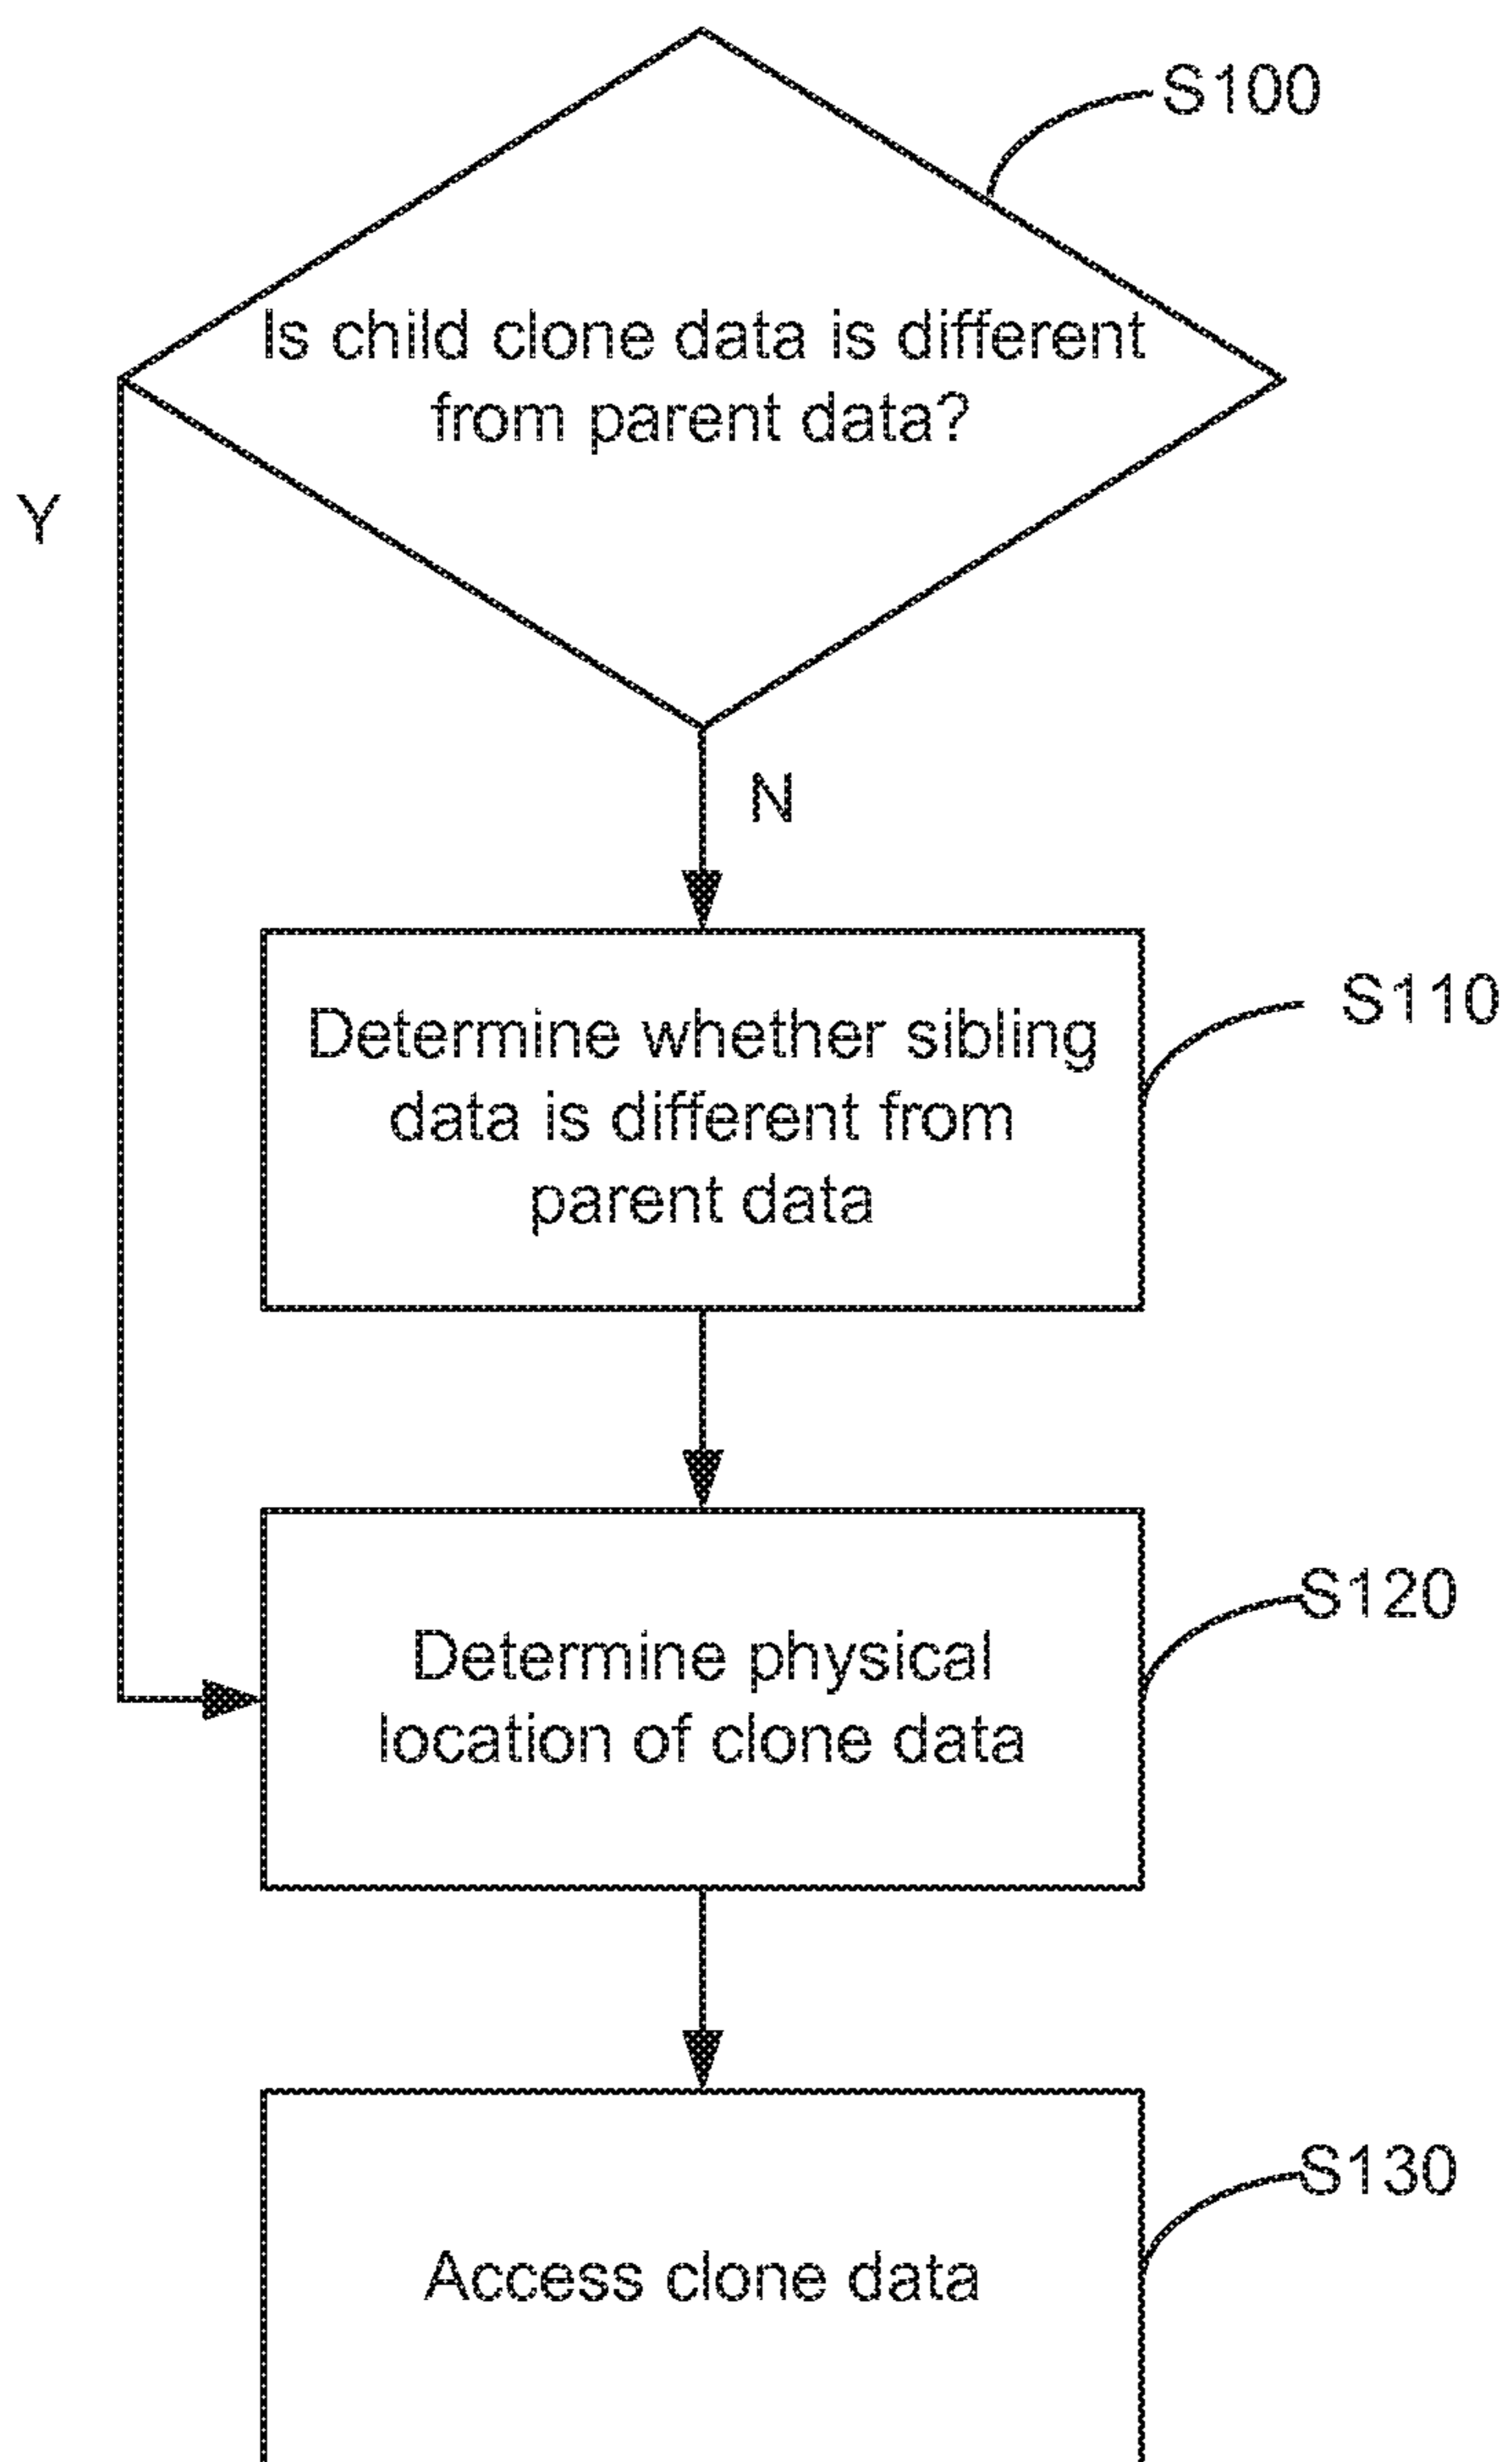 S100
Is child clone data is different
from parent data?
Y
N
Determine whether sibling
data is different from
parent data
S110
Determine physical
location of clone data
S120
Access clone data
S130